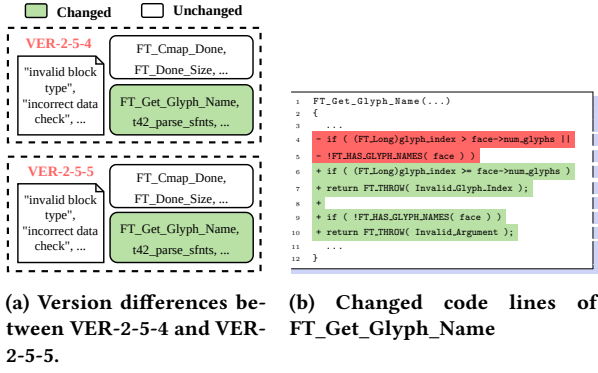 Changed
Unchanged
VER-2-5-4
"invalid block
type",
"incorrect data
check", ...
FT_Cmap_Done,
FT_Done_Size, ...
FT_Get_Glyph_Name,
t42_parse_sfnts, ...
VER-2-5-5
"invalid block
type",
"incorrect data
check", ...
FT_Cmap_Done,
FT_Done_Size, ...
FT_Get_Glyph_Name,
t42_parse_sfnts, ...
(a) Version differences be-
tween VER-2-5-4 and VER-
2-5-5.
1 FT_Get_Glyph_Name(...)
2 {
3 ...
4 - if ( (FT_Long)glyph_index > face->num_glyphs ||
5 - !FT_HAS_GLYPH_NAMES( face ) )
6 + if ( (FT_Long)glyph_index >= face->num_glyphs )
7 + return FT_THROW( Invalid_Glyph_Index );
8 +
9 + if ( !FT_HAS_GLYPH_NAMES( face ) )
10 + return FT_THROW( Invalid_Argument );
11 ...
12 }
(b) Changed code lines of
FT_Get_Glyph_Name